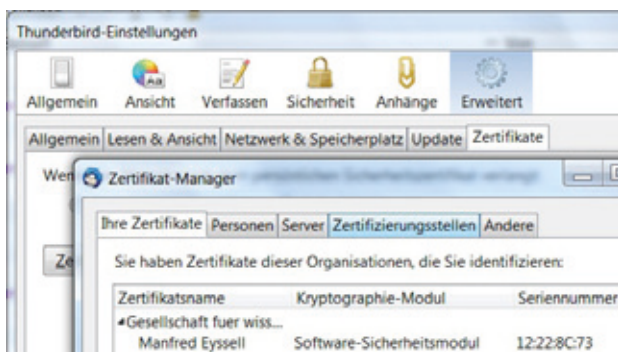 Thunderbird-Einstellungen
Allgemein Ansicht Verfassen Sicherheit Anhänge Erweitert
Allgemein Lesen & Ansicht Netzwerk & Speicherplatz Update Zertifikate
Wen
Zertifikat-Manager
Ihre Zertifikate Personen Server Zertifizierungsstellen Andere
Ze
Sie haben Zertifikate dieser Organisationen, die Sie identifizieren:
Zertifikatsname Kryptographie-Modul Seriennummer
Gesellschaft fuer wiss...
Manfred Eyssell Software-Sicherheitsmodul 12:22:8C:73